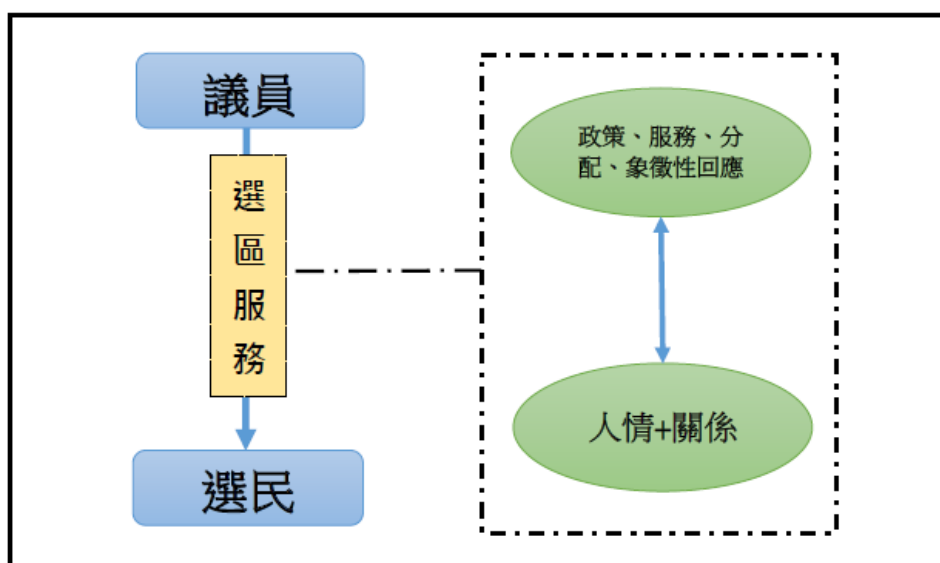 議員
選
區
服
務
選民
政策、服務、分
配、象徵性回應
人情+關係